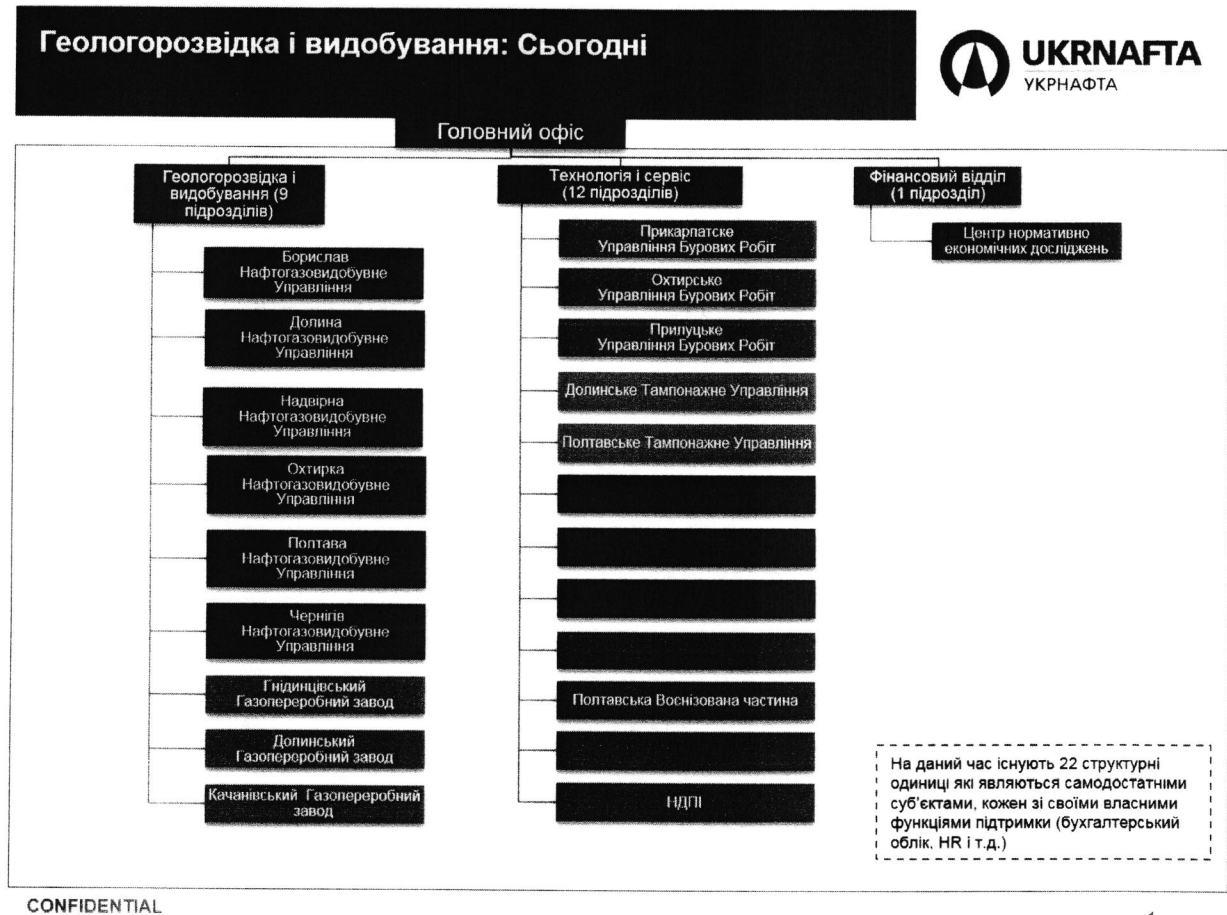 Геологорозвідка і видобування: Сьогодні
UKRNAFTA
УКРНАФТА
Головний офіс
Геологорозвідка і
видобування (9
підрозділів)
Борислав
Нафтогазовидобувне
Управління
Долина
Нафтогазовидобувне
Управління
Надвірна
Нафтогазовидобувне
Управління
Охтирка
Нафтогазовидобувне
Управління
Полтава
Нафтогазовидобувне
Управління
Чернігів
Нафтогазовидобувне
Управління
Гнідинцівський
Газопереробний завод
Долинський
Газопереробний завод
Качанівський Газопереробний
завод
Технологія і сервіс
(12 підрозділів)
Прикарпатске
Управління Бурових Робіт
Охтирське
Управління Бурових Робіт
Прилуцьке
Управління Бурових Робіт
Долинське Тампонажне Управління
Полтавське Тампонажне Управління
Полтавська Воєнізована частина
НДПІ
Фінансовий відділ
(1 підрозділ)
Центр нормативно
економічних досліджень
На даний час існують 22 структурні
одиниці які являються самодостатніми
суб'єктами, кожен зі своїми власними
функціями підтримки (бухгалтерський
облік, HR і т.д.)
CONFIDENTIAL